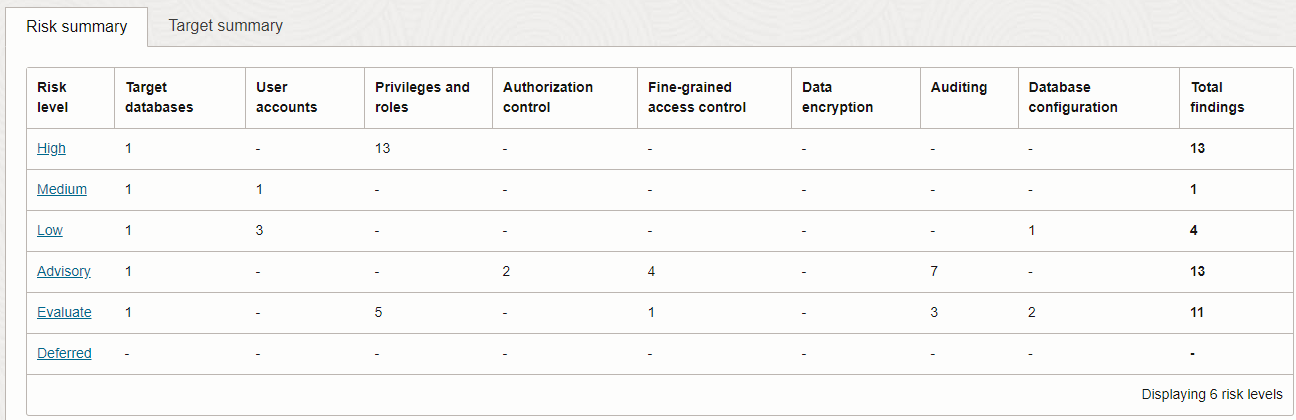 Risk summary Target summary
Risk level Target databases User accounts Privileges and roles Authorization control Fine-grained access control Data encryption Auditing Database configuration Total findings
High 1 - 13 - - - - - 13
Medium 1 1 - - - - - - 1
Low 1 3 - - - - - 1 4
Advisory 1 - - 2 4 - 7 - 13
Evaluate 1 - 5 - 1 - 3 2 11
Deferred - - - - - - - - -
Displaying 6 risk levels